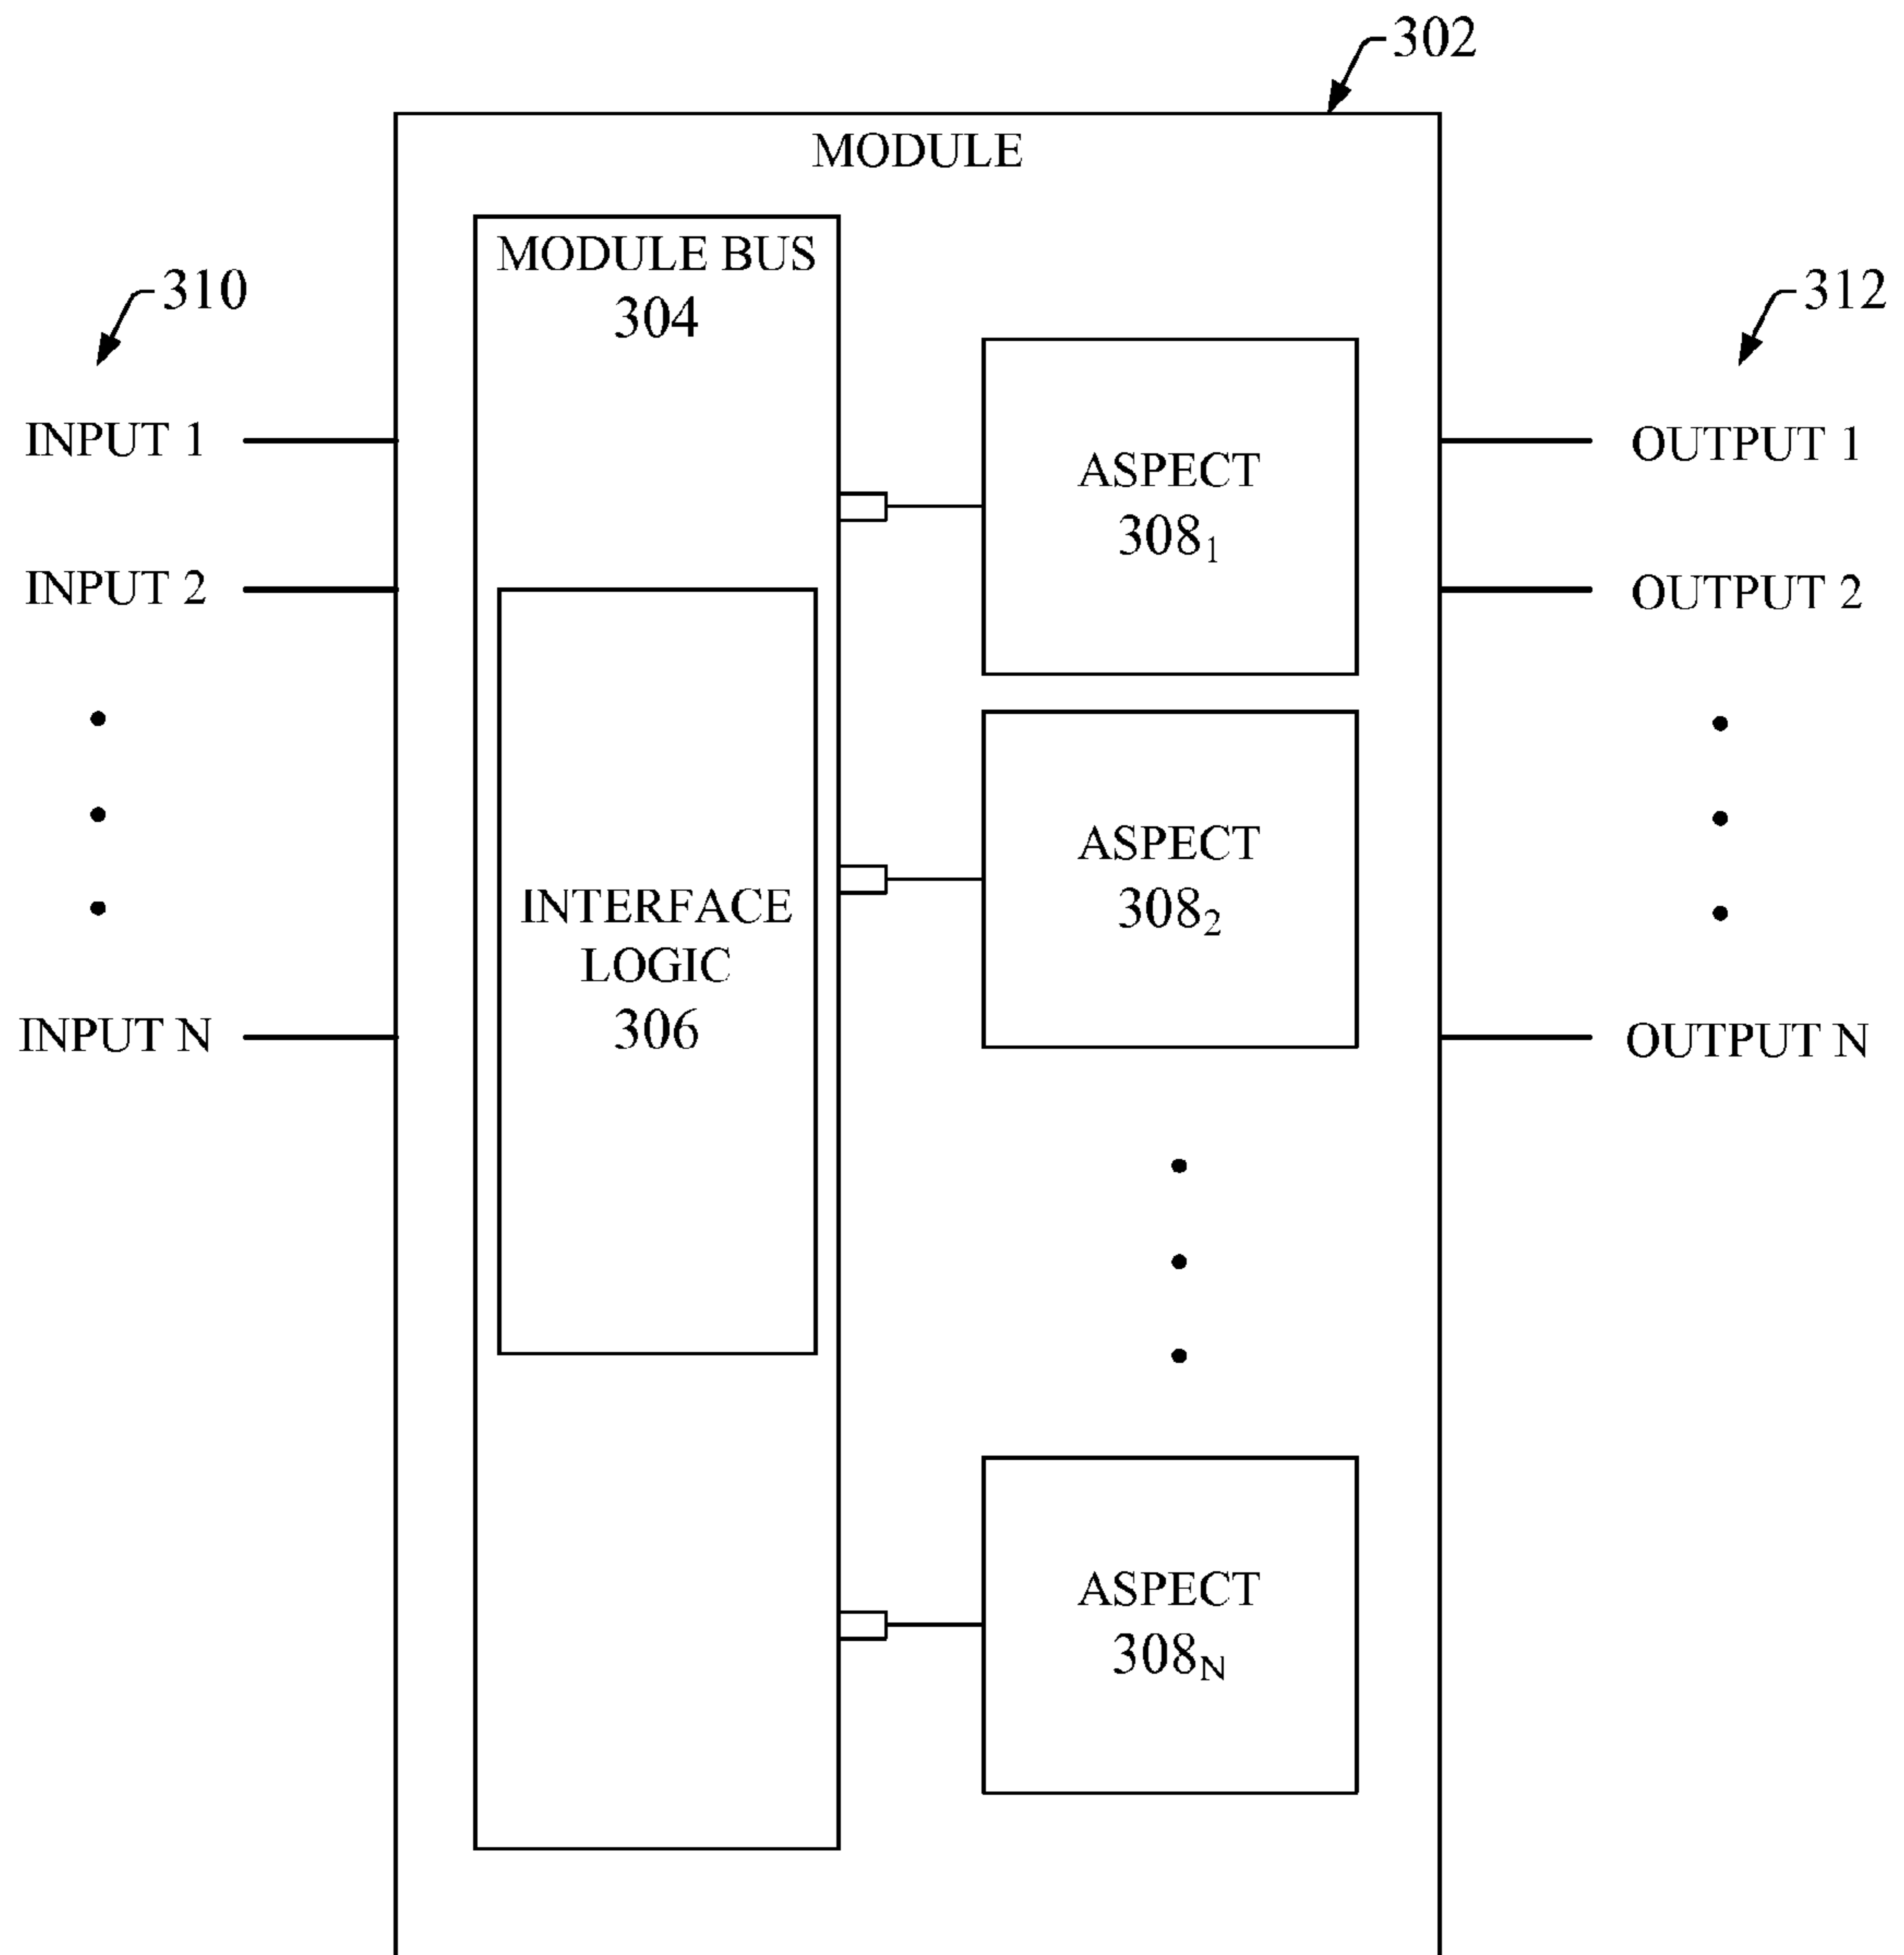 302
MODULE
MODULE BUS
304
310
312
INPUT 1
INPUT 2
INPUT N
INTERFACE
LOGIC
306
ASPECT
308₁
ASPECT
308₂
ASPECT
308N
OUTPUT 1
OUTPUT 2
OUTPUT N